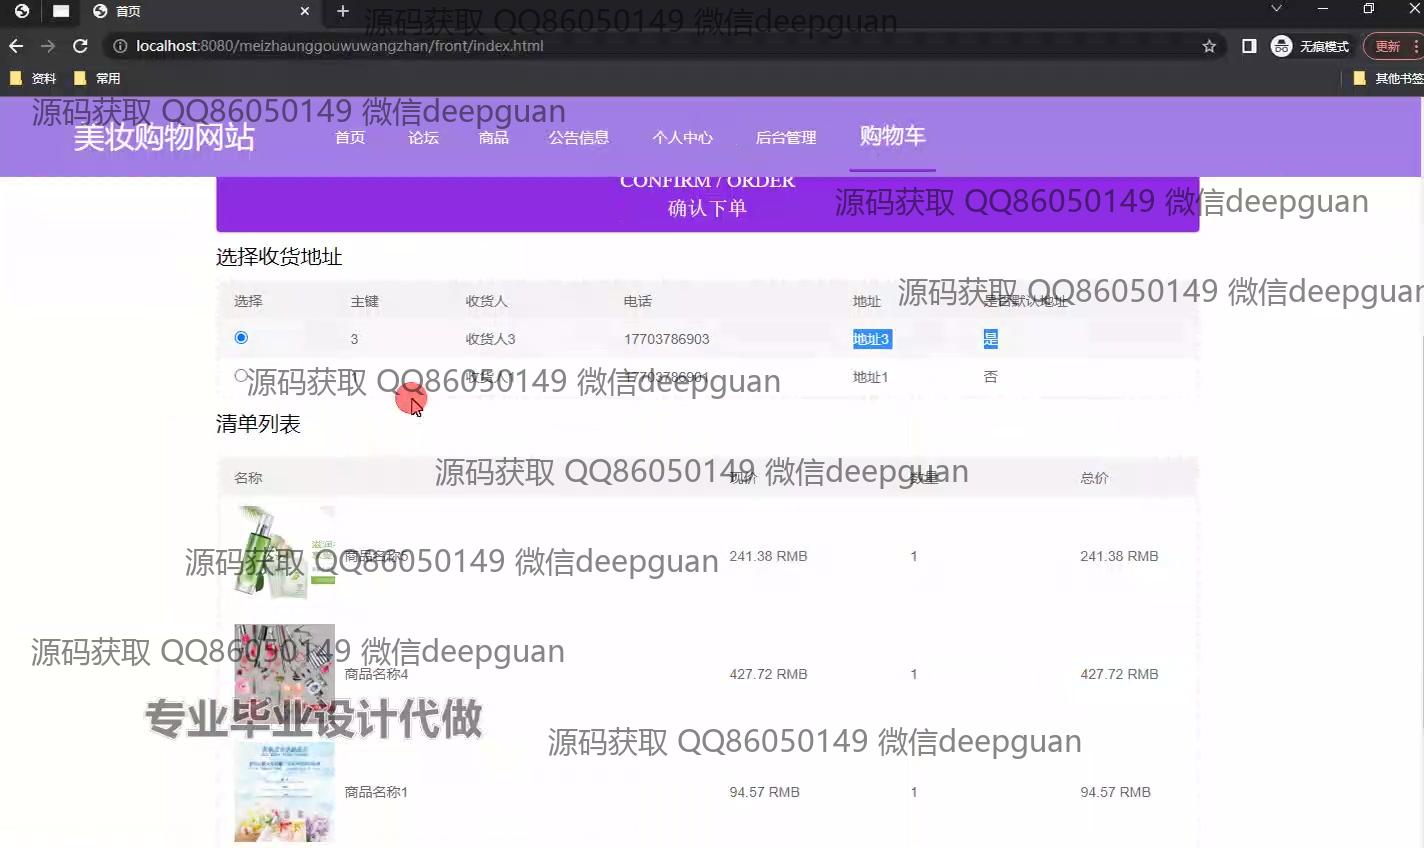 首页
源码获取 QQ86050149 微信deepguan
localhost:8080/meizhaunggouwuwangzhan/front/index.html
无痕模式
更新
资料
常用
其他书签
源码获取 QQ86050149 微信deepguan
美妆购物网站
首页
论坛
商品
公告信息
个人中心
后台管理
购物车
CONFIRM / ORDER
确认下单
源码获取 QQ86050149 微信deepguan
选择收货地址
选择 主键 收货人 电话 地址 是否默认地址
源码获取 QQ86050149 微信deepguan
3 收货人3 17703786903 地址3 是
1 收货人1 17703786901 地址1 否
源码获取 QQ86050149 微信deepguan
清单列表
名称 现价 数量 总价
源码获取 QQ86050149 微信deepguan
商品名称5 241.38 RMB 1 241.38 RMB
源码获取 QQ86050149 微信deepguan
源码获取 QQ86050149 微信deepguan
商品名称4 427.72 RMB 1 427.72 RMB
专业毕业设计代做
源码获取 QQ86050149 微信deepguan
商品名称1 94.57 RMB 1 94.57 RMB